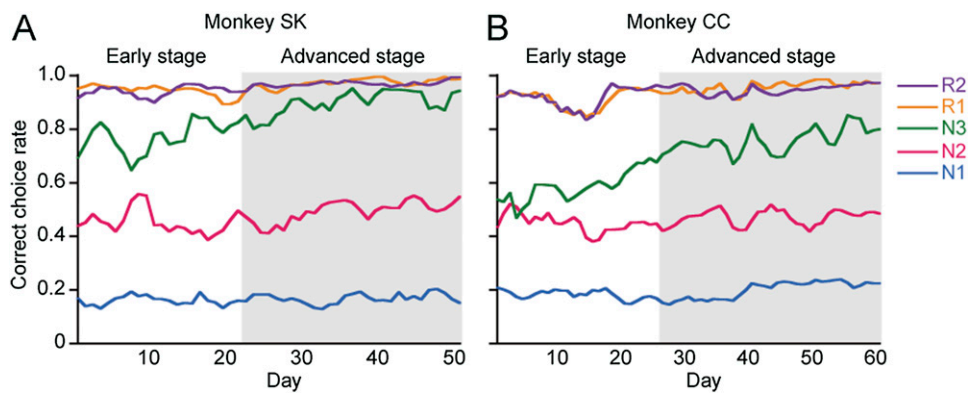 A
Monkey SK
Early stage
Advanced stage
Correct choice rate
1.0
0.8
0.6
0.4
0.2
0
10
20
30
40
50
Day
B
Monkey CC
Early stage
Advanced stage
10
20
30
40
50
60
Day
R2
R1
N3
N2
N1